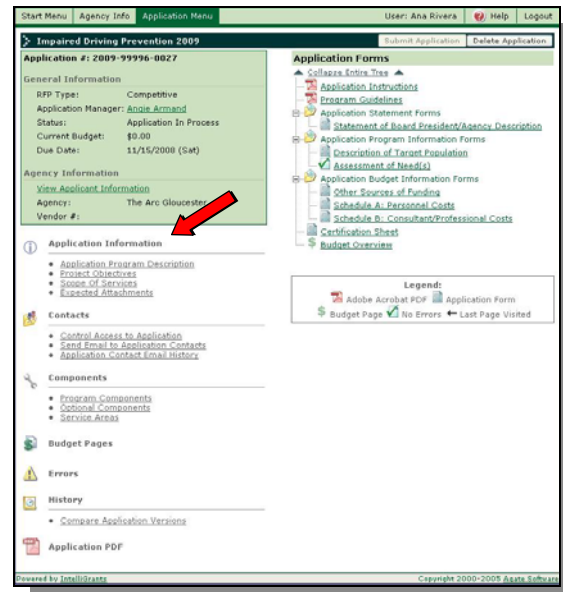 Start Menu Agency Info Application Menu User: Ana Rivera Help Logout
Impaired Driving Prevention 2009 Submit Application Delete Application
Application #: 2009-99996-0027
General Information
RFP Type: Competitive
Application Manager: Angie Armand
Status: Application In Process
Current Budget: $0.00
Due Date: 11/15/2008 (Sat)
Agency Information
View Applicant Information
Agency: The Arc Gloucester
Vendor #:
Application Information
Application Program Description
Project Objectives
Scope Of Services
Expected Attachments
Contacts
Control Access to Application
Send Email to Application Contacts
Application Contact Email History
Components
Program Components
Optional Components
Service Areas
Budget Pages
Errors
History
Compare Application Versions
Application PDF
Application Forms
Collapse Entire Tree
Application Instructions
Program Guidelines
Application Statement Forms
Statement of Board President/Agency Description
Application Program Information Forms
Description of Target Population
Assessment of Need(s)
Application Budget Information Forms
Other Sources of Funding
Schedule A: Personnel Costs
Schedule B: Consultant/Professional Costs
Certification Sheet
$ Budget Overview
Legend:
Adobe Acrobat PDF Application Form
$ Budget Page No Errors Last Page Visited
Powered by IntelliGrants Copyright 2000-2005 Agate Software